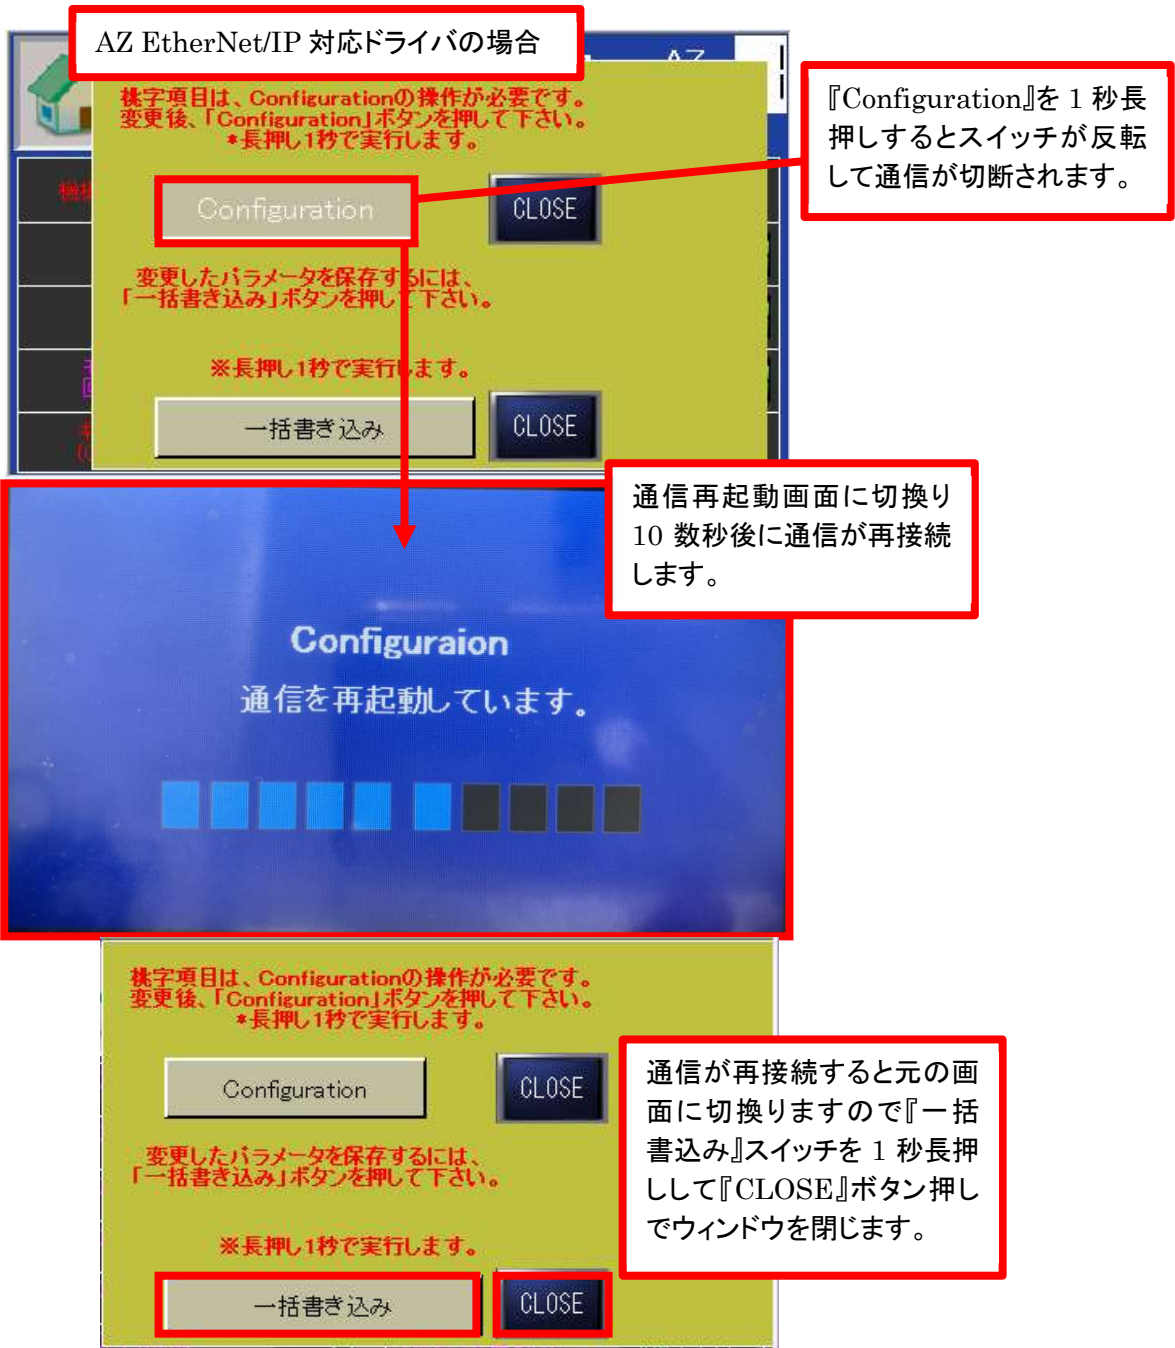 AZ EtherNet/IP 対応ドライバの場合
AZ
桃字項目は、Configurationの操作が必要です。
変更後、「Configuration」ボタンを押して下さい。
*長押し1秒で実行します。
『Configuration』を 1 秒長
押しするとスイッチが反転
して通信が切断されます。
Configuration
CLOSE
変更したパラメータを保存するには、
「一括書き込み」ボタンを押して下さい。
※長押し1秒で実行します。
一括書き込み
CLOSE
通信再起動画面に切換り
10 数秒後に通信が再接続
します。
Configuraion
通信を再起動しています。
桃字項目は、Configurationの操作が必要です。
変更後、「Configuration」ボタンを押して下さい。
*長押し1秒で実行します。
Configuration
CLOSE
変更したパラメータを保存するには、
「一括書き込み」ボタンを押して下さい。
※長押し1秒で実行します。
一括書き込み
CLOSE
通信が再接続すると元の画
面に切換りますので『一括
書込み』スイッチを 1 秒長押
しして『CLOSE』ボタン押し
でウィンドウを閉じます。